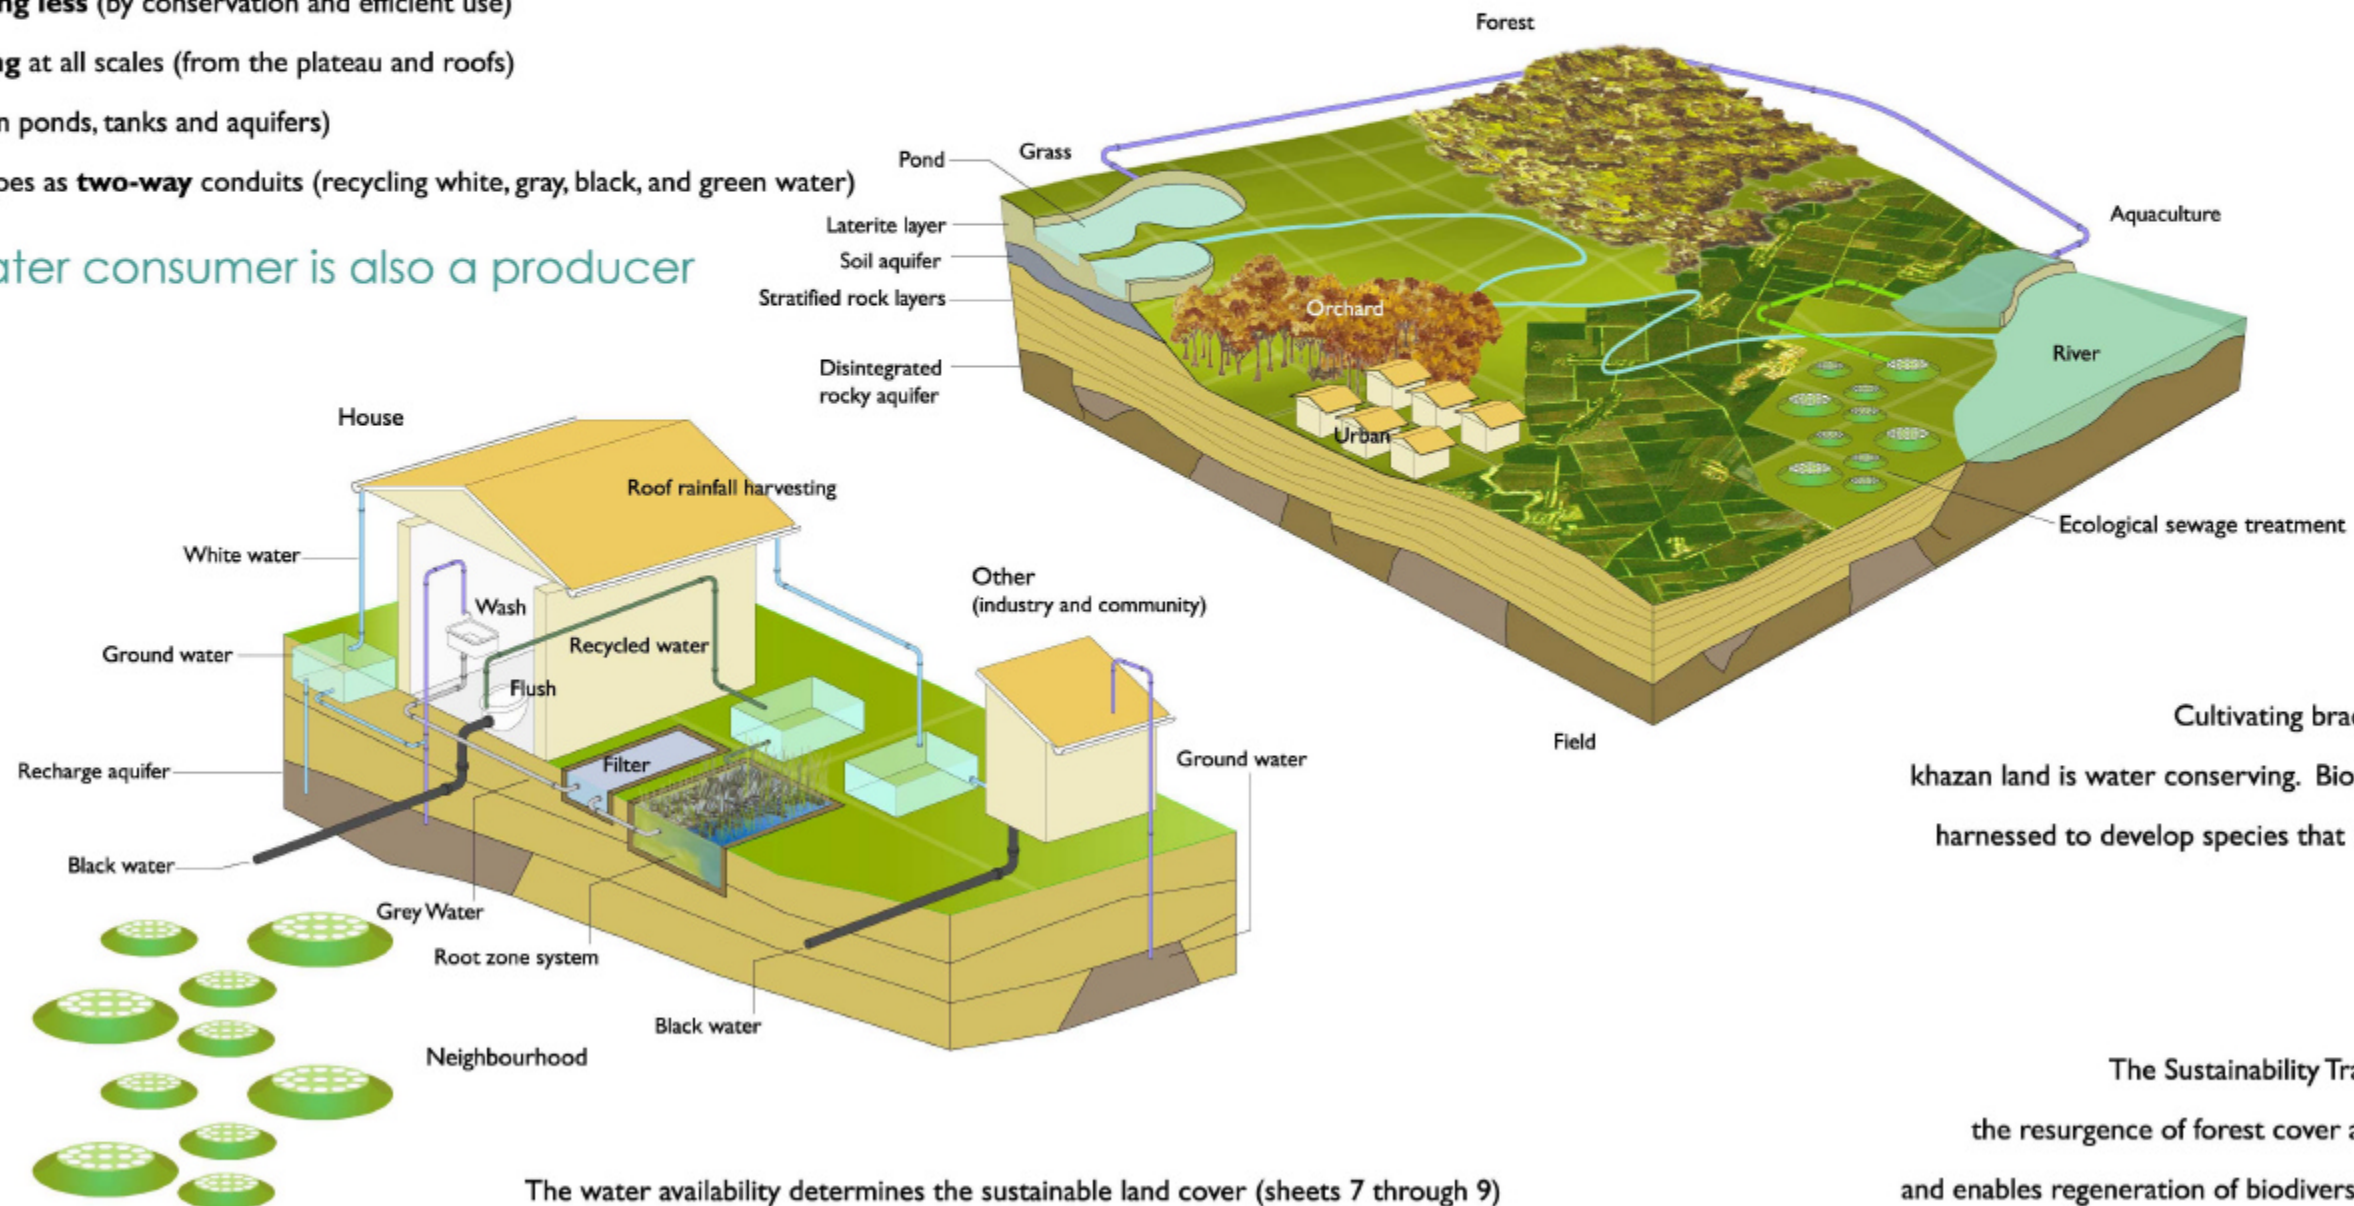 ng less (by conservation and efficient use)
ng at all scales (from the plateau and roofs)
n ponds, tanks and aquifers)
pes as two-way conduits (recycling white, gray, black, and green water)
ater consumer is also a producer
Forest
Pond
Grass
Laterite layer
Soil aquifer
Stratified rock layers
Disintegrated
rocky aquifer
Orchard
Urban
Aquaculture
River
Ecological sewage treatment
Field
House
Roof rainfall harvesting
White water
Wash
Ground water
Recycled water
Flush
Other
(industry and community)
Recharge aquifer
Filter
Ground water
Black water
Grey Water
Root zone system
Black water
Neighbourhood
Cultivating brac
khazan land is water conserving. Bio
harnessed to develop species that
The Sustainability Tra
the resurgence of forest cover a
and enables regeneration of biodivers
The water availability determines the sustainable land cover (sheets 7 through 9)